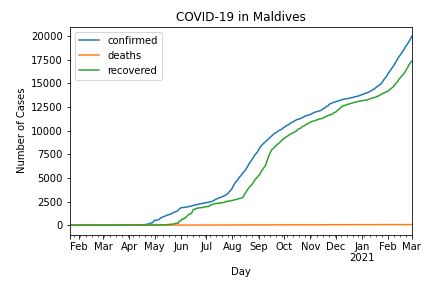 COVID-19 in Maldives
confirmed
deaths
recovered
Number of Cases
20000
17500
15000
12500
10000
7500
5000
2500
0
Feb Mar Apr May Jun Jul Aug Sep Oct Nov Dec Jan Feb Mar
2021
Day